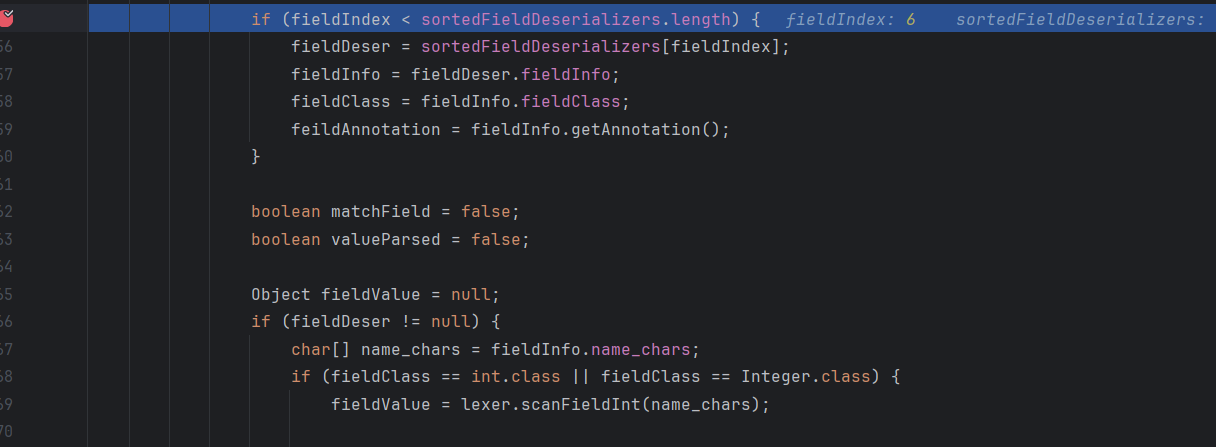 if (fieldIndex < sortedFieldDeserializers.length) { fieldIndex: 6 sortedFieldDeserializers:
56 fieldDeser = sortedFieldDeserializers[fieldIndex];
57 fieldInfo = fieldDeser.fieldInfo;
58 fieldClass = fieldInfo.fieldClass;
59 feildAnnotation = fieldInfo.getAnnotation();
60 }
61
62 boolean matchField = false;
63 boolean valueParsed = false;
64
65 Object fieldValue = null;
66 if (fieldDeser != null) {
67 char[] name_chars = fieldInfo.name_chars;
68 if (fieldClass == int.class || fieldClass == Integer.class) {
69 fieldValue = lexer.scanFieldInt(name_chars);
70